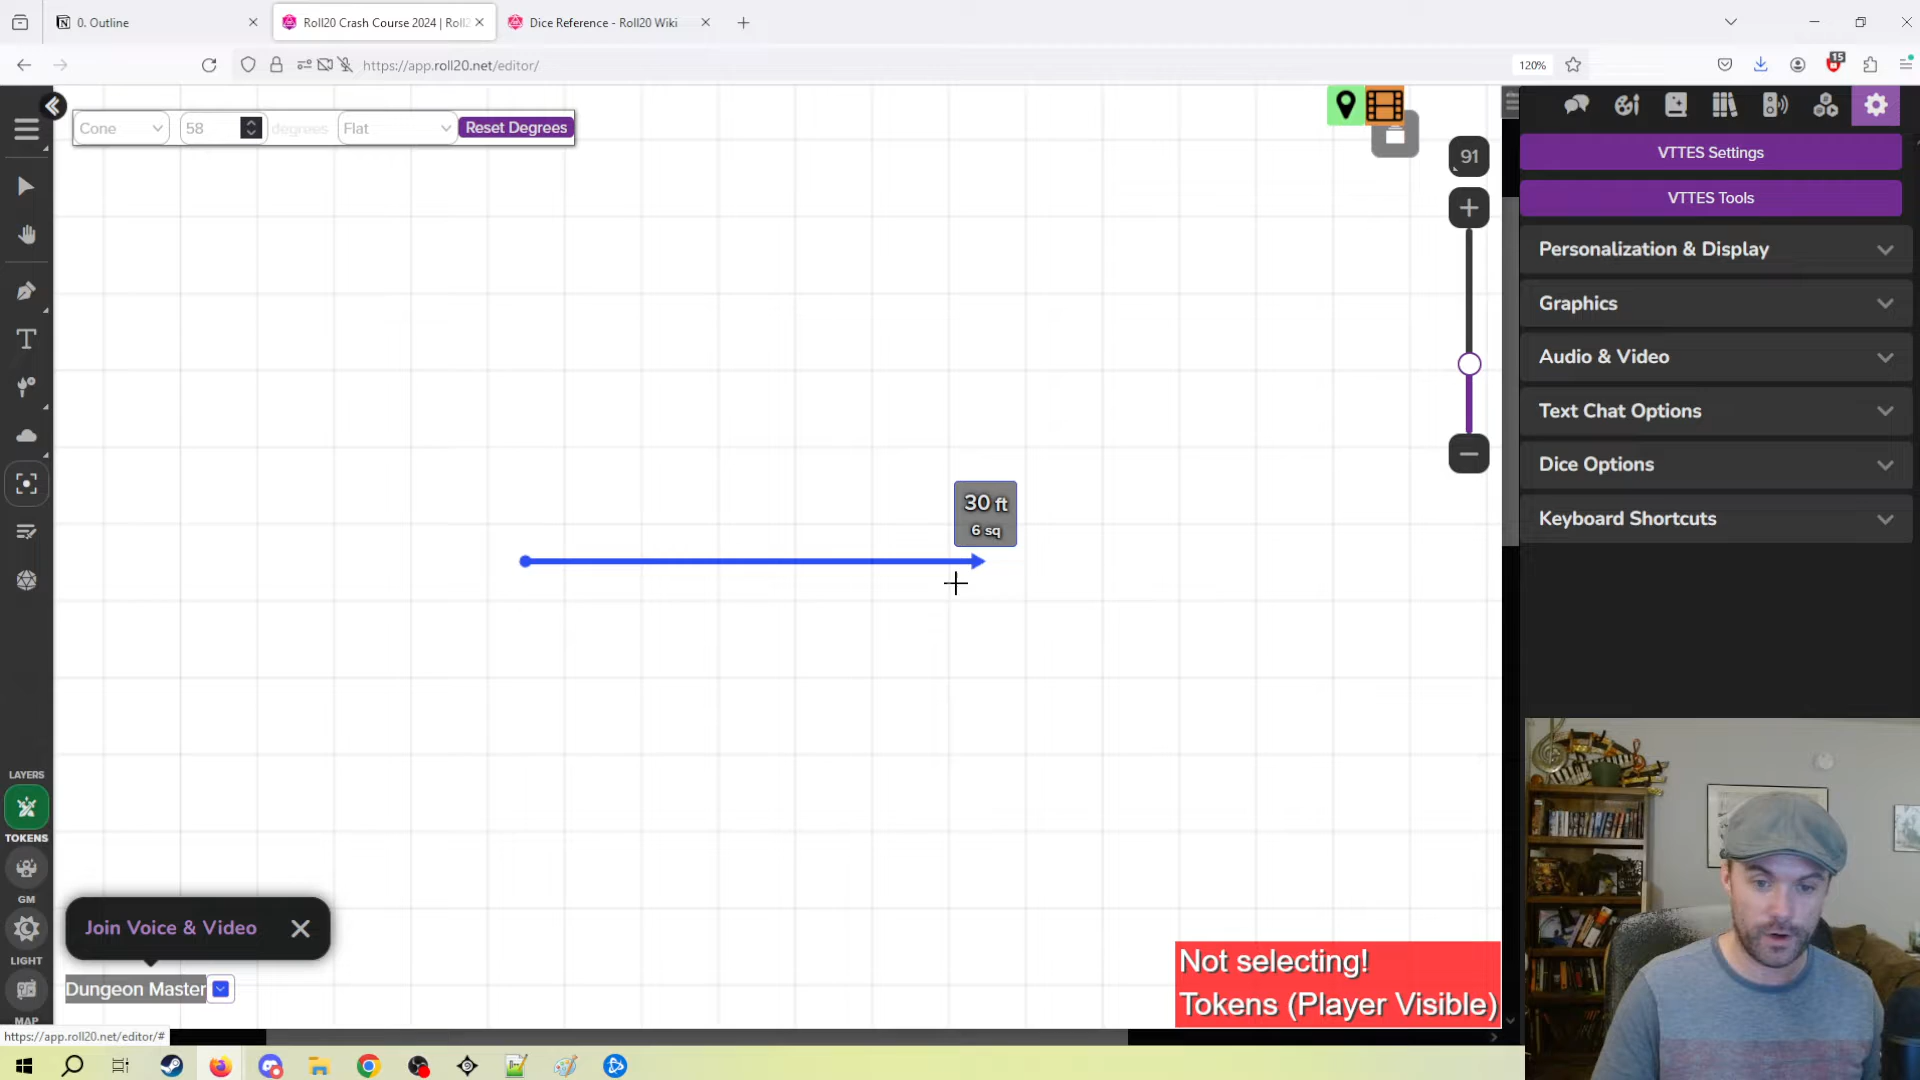 0. Outline
Roll20 Crash Course 2024 | Roll2
Dice Reference - Roll20 Wiki
https://app.roll20.net/editor/
120%
15
Cone
58
degrees
Flat
Reset Degrees
91
VTTES Settings
VTTES Tools
Personalization & Display
Graphics
Audio & Video
Text Chat Options
Dice Options
Keyboard Shortcuts
30 ft
6 sq
LAYERS
TOKENS
GM
LIGHT
MAP
Join Voice & Video
Dungeon Master
Not selecting!
Tokens (Player Visible)
https://app.roll20.net/editor/#